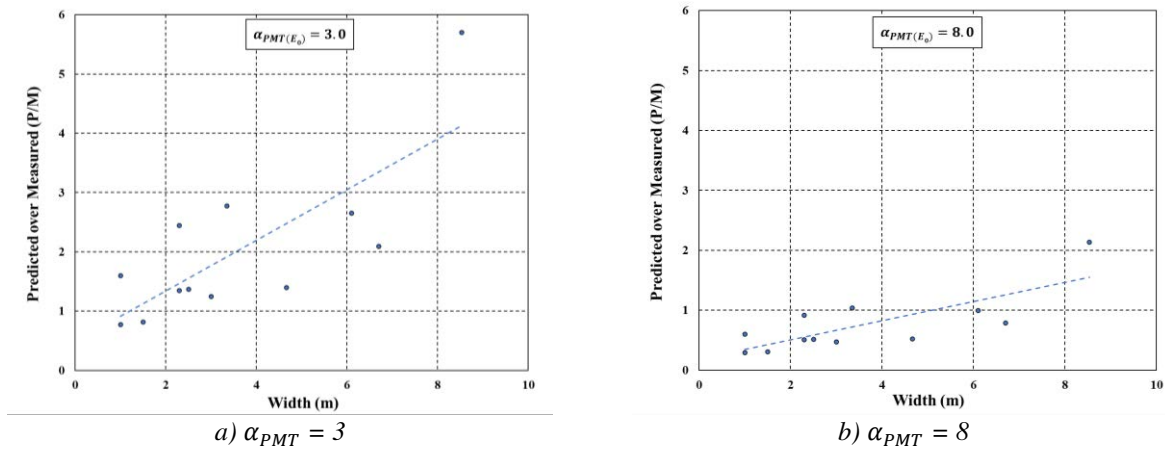 α_PMT(E₀) = 3.0
6
5
4
3
2
1
0
Predicted over Measured (P/M)
0 2 4 6 8 10
Width (m)
a) α_PMT = 3
α_PMT(E₀) = 8.0
6
5
4
3
2
1
0
Predicted over Measured (P/M)
0 2 4 6 8 10
Width (m)
b) α_PMT = 8